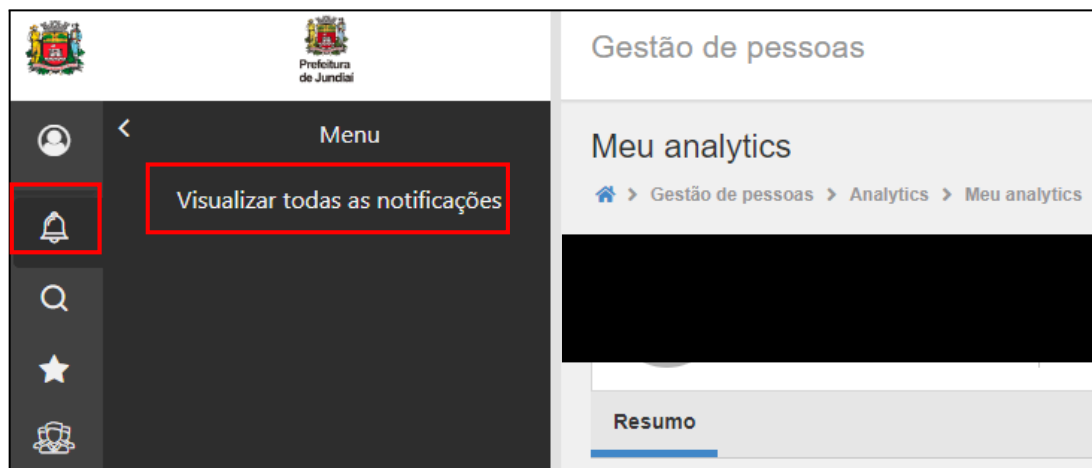 Prefeitura
de Jundiaí
Gestão de pessoas
Menu
Visualizar todas as notificações
Meu analytics
Gestão de pessoas > Analytics > Meu analytics
Resumo